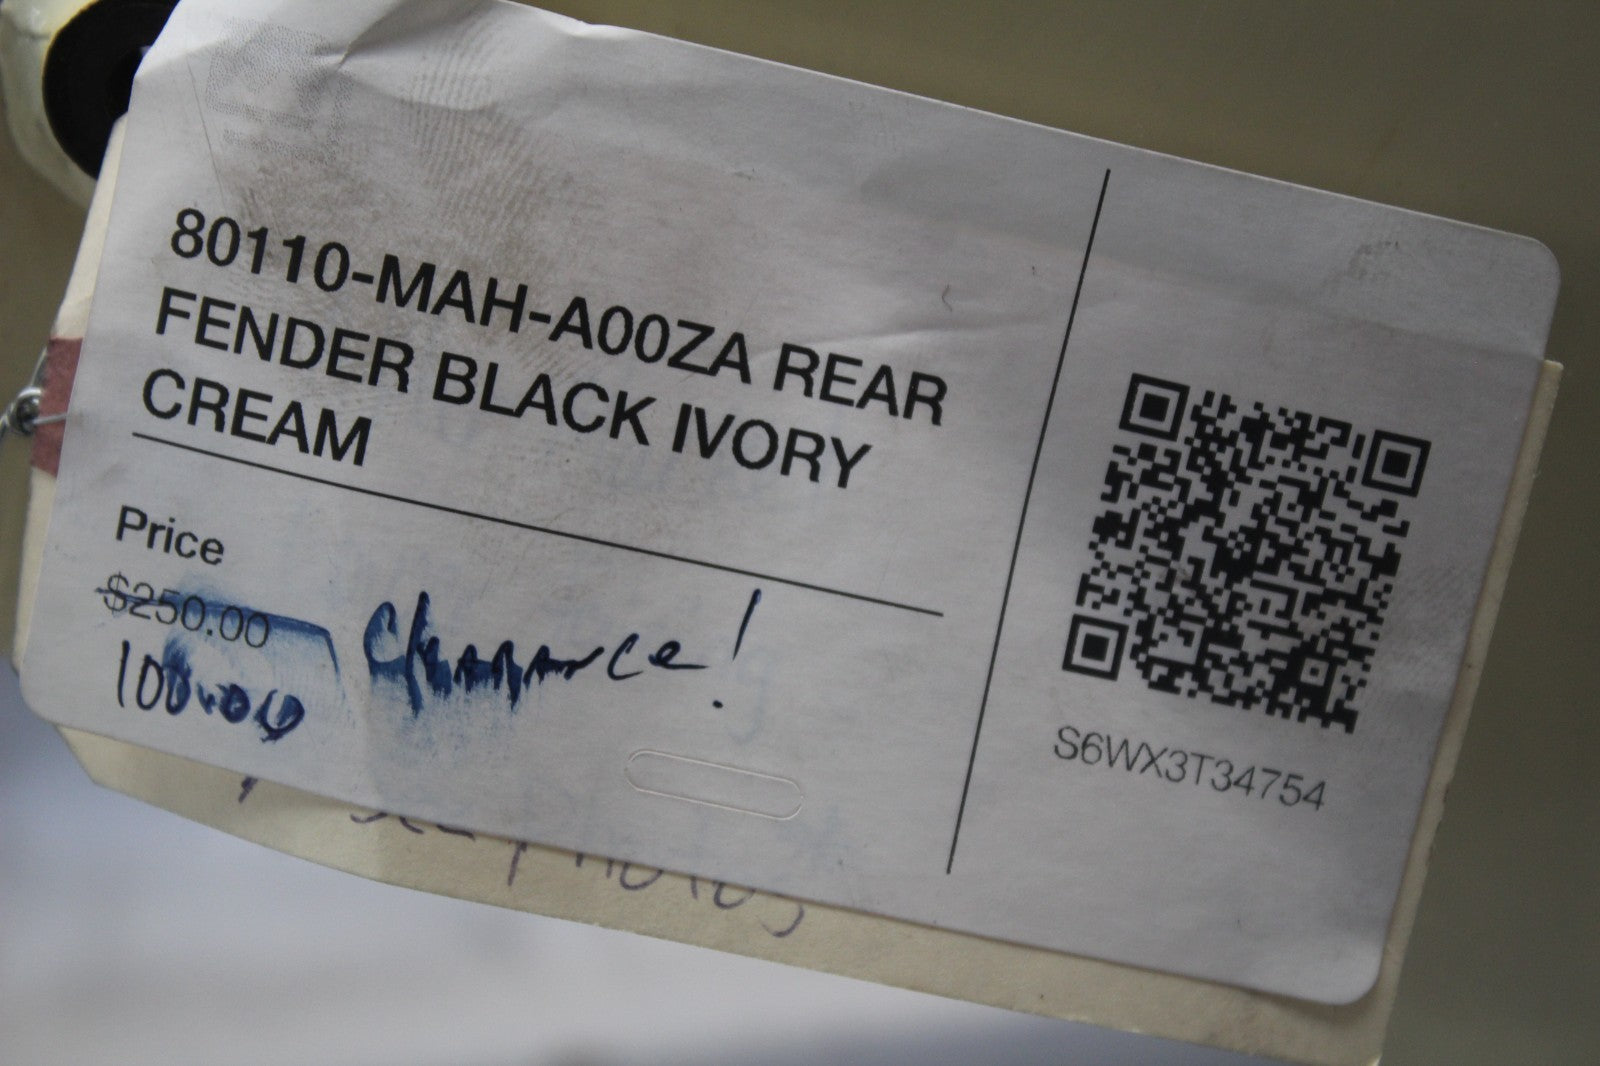 80110-MAH-A00ZA REAR
FENDER BLACK IVORY
CREAM
Price
$250.00
100.00
Clearance!
S6WX3T34754